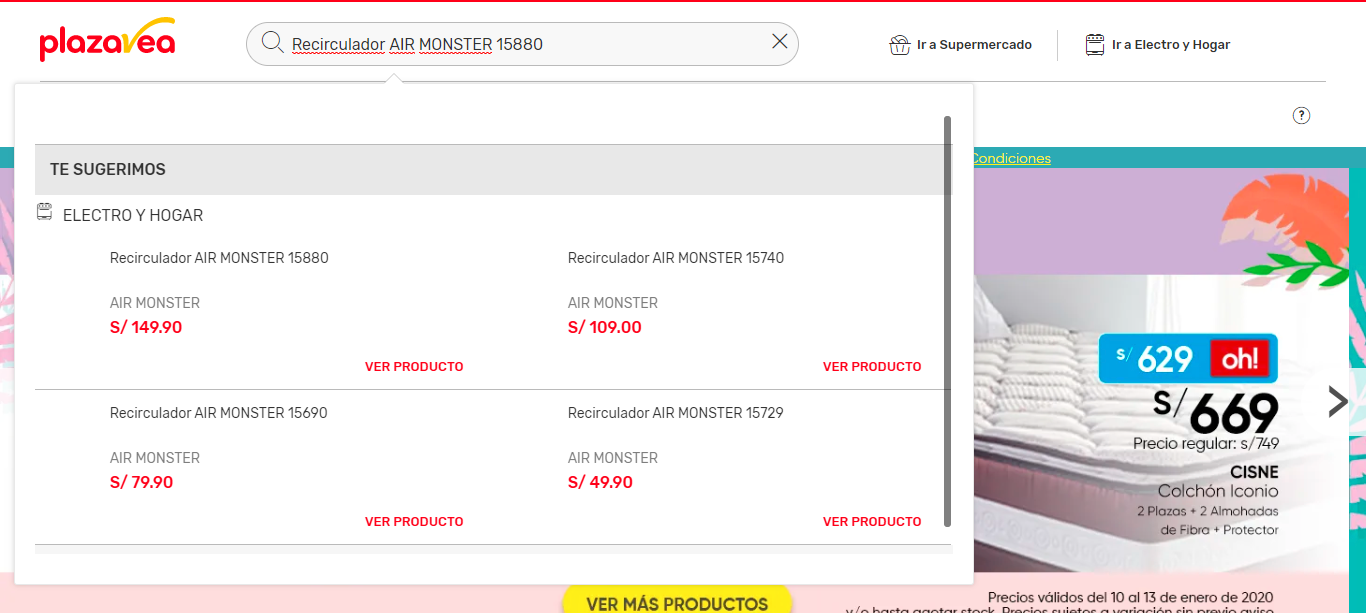 plazavea
Recirculador AIR MONSTER 15880
Ir a Supermercado
Ir a Electro y Hogar
?
Condiciones
TE SUGERIMOS
ELECTRO Y HOGAR
Recirculador AIR MONSTER 15880
AIR MONSTER
S/ 149.90
VER PRODUCTO
Recirculador AIR MONSTER 15740
AIR MONSTER
S/ 109.00
VER PRODUCTO
Recirculador AIR MONSTER 15690
AIR MONSTER
S/ 79.90
VER PRODUCTO
Recirculador AIR MONSTER 15729
AIR MONSTER
S/ 49.90
VER PRODUCTO
S/ 629 oh!
S/ 669
Precio regular: s/749
CISNE
Colchón Iconio
2 Plazas + 2 Almohadas
de Fibra + Protector
VER MÁS PRODUCTOS
Precios válidos del 10 al 13 de enero de 2020
y/o hasta agotar stock. Precios sujetos a variación sin previo aviso